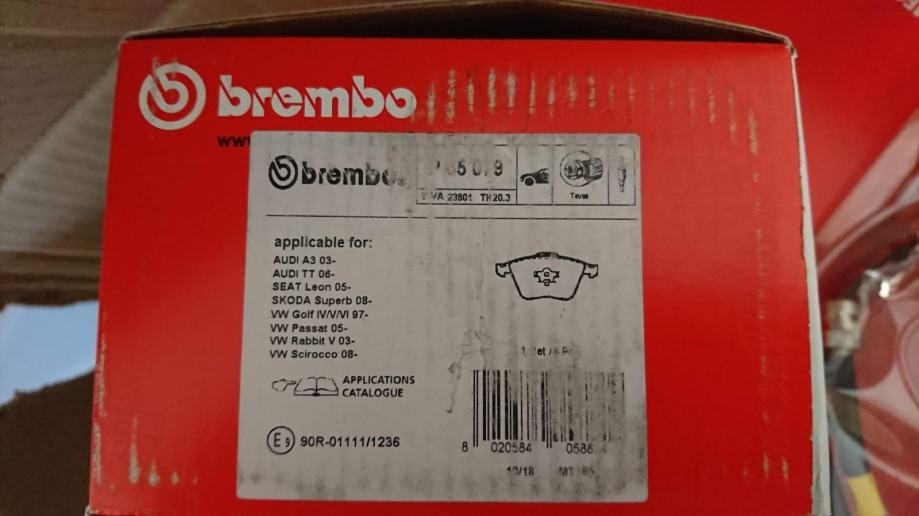 brembo
brembo
23801 TH20.3
Teves
applicable for:
AUDI A3 03-
AUDI TT 06-
SEAT Leon 05-
SKODA Superb 08-
VW Golf IV/V/VI 97-
VW Passat 05-
VW Rabbit V 03-
VW Scirocco 08-
APPLICATIONS
CATALOGUE
E9 90R-01111/1236
8 020584
10/18